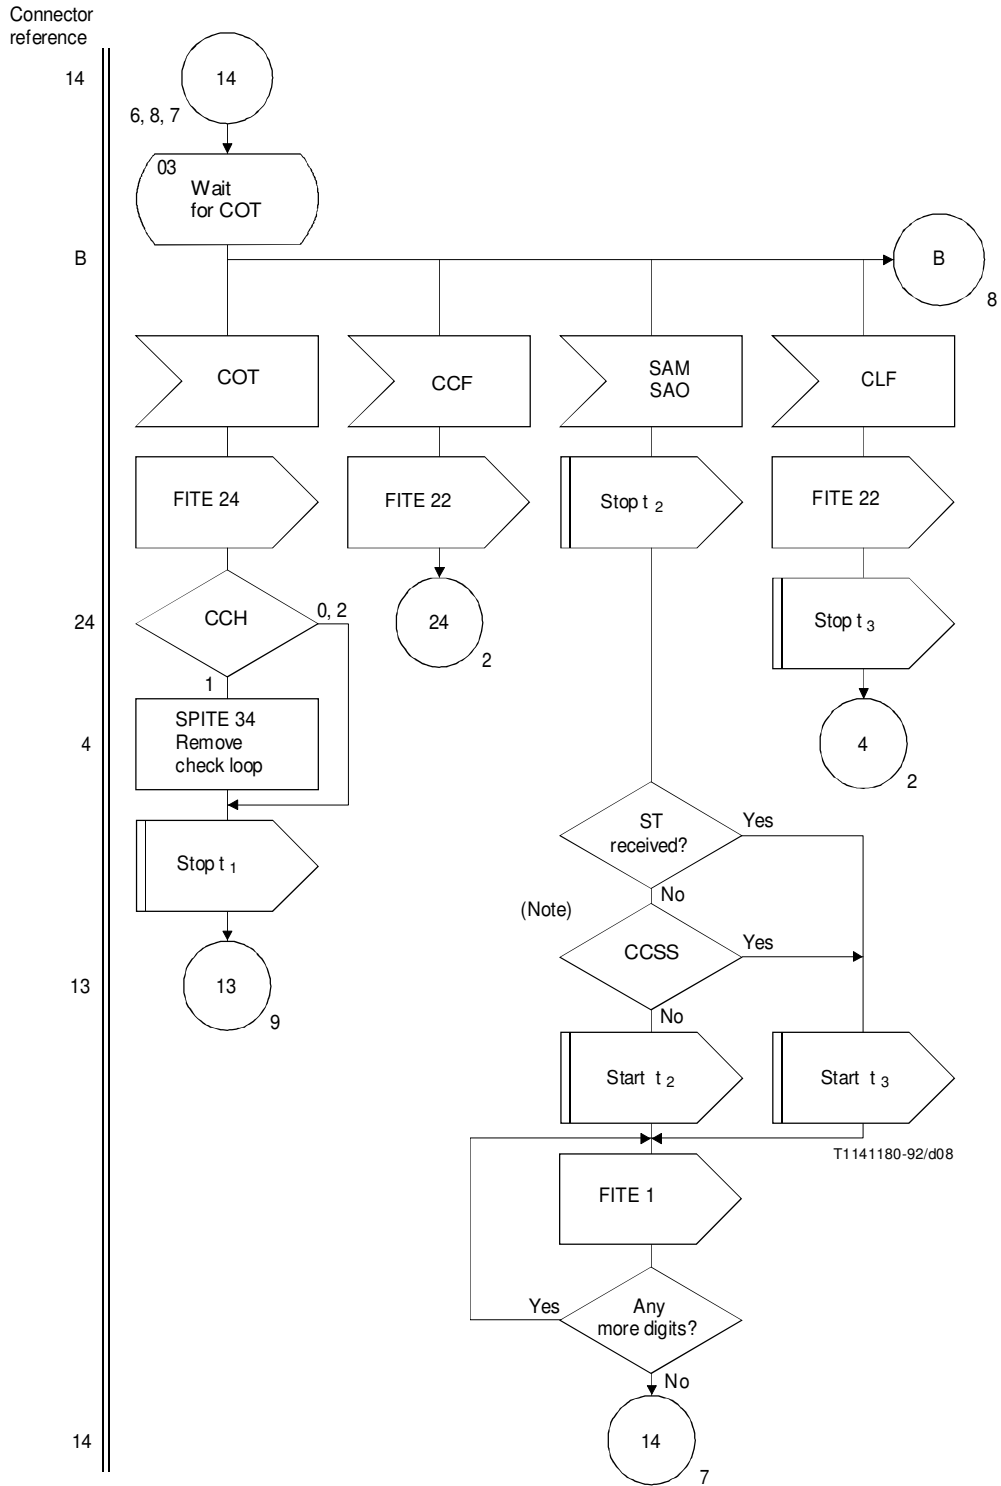 Connector
reference
14
14
6, 8, 7
03
Wait
for COT
B
B
8
COT
CCF
SAM
SAO
CLF
FITE 24
FITE 22
Stop t 2
FITE 22
24
CCH
0, 2
24
2
Stop t 3
1
4
SPITE 34
Remove
check loop
4
2
ST
received?
Yes
Stop t 1
No
(Note)
CCSS
Yes
13
13
9
No
Start t 2
Start t 3
T1141180-92/d08
FITE 1
Yes
Any
more digits?
No
14
14
7